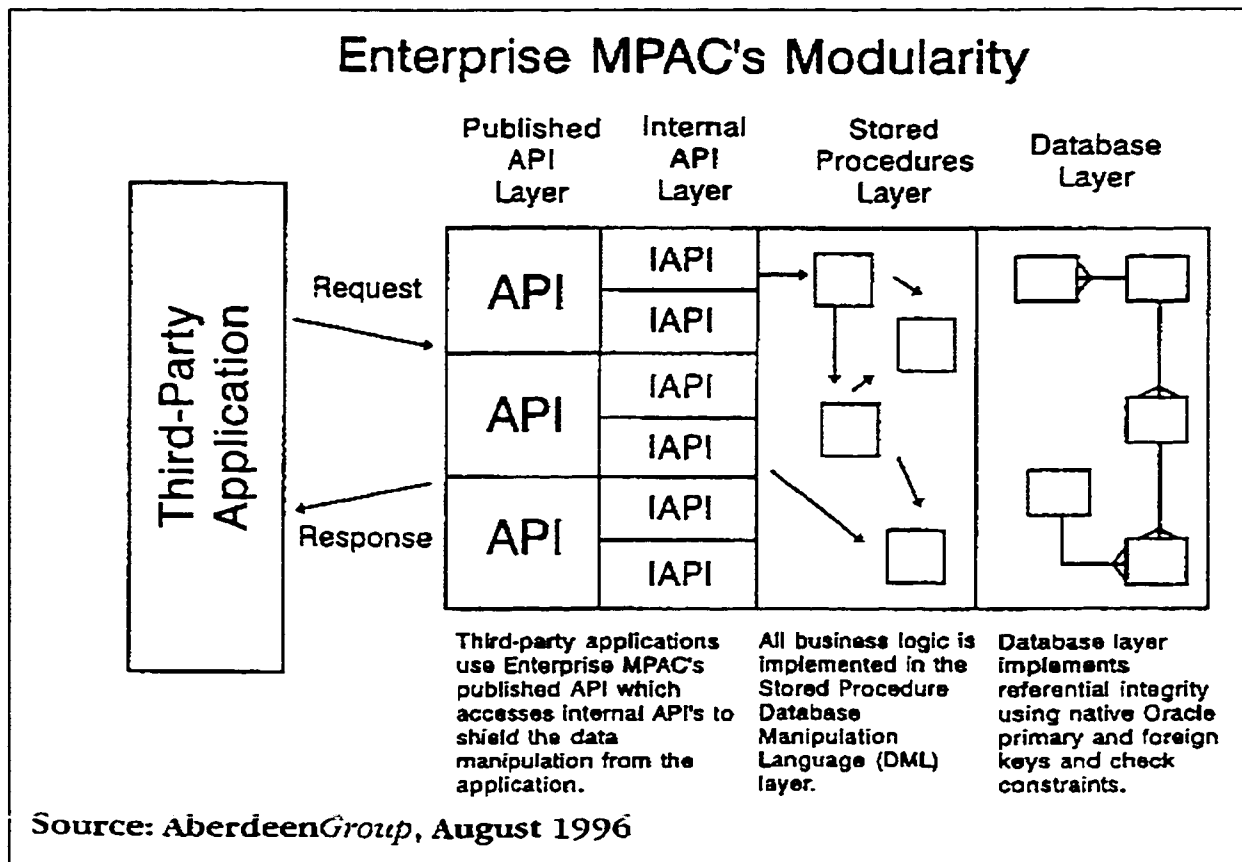 Enterprise MPAC's Modularity
Published
API
Layer
Internal
API
Layer
Stored
Procedures
Layer
Database
Layer
Third-Party
Application
Request
Response
API
API
API
IAPI
IAPI
IAPI
IAPI
IAPI
IAPI
Third-party applications
use Enterprise MPAC's
published API which
accesses internal API's to
shield the data
manipulation from the
application.
All business logic is
implemented in the
Stored Procedure
Database
Manipulation
Language (DML)
layer.
Database layer
implements
referential integrity
using native Oracle
primary and foreign
keys and check
constraints.
Source: AberdeenGroup, August 1996